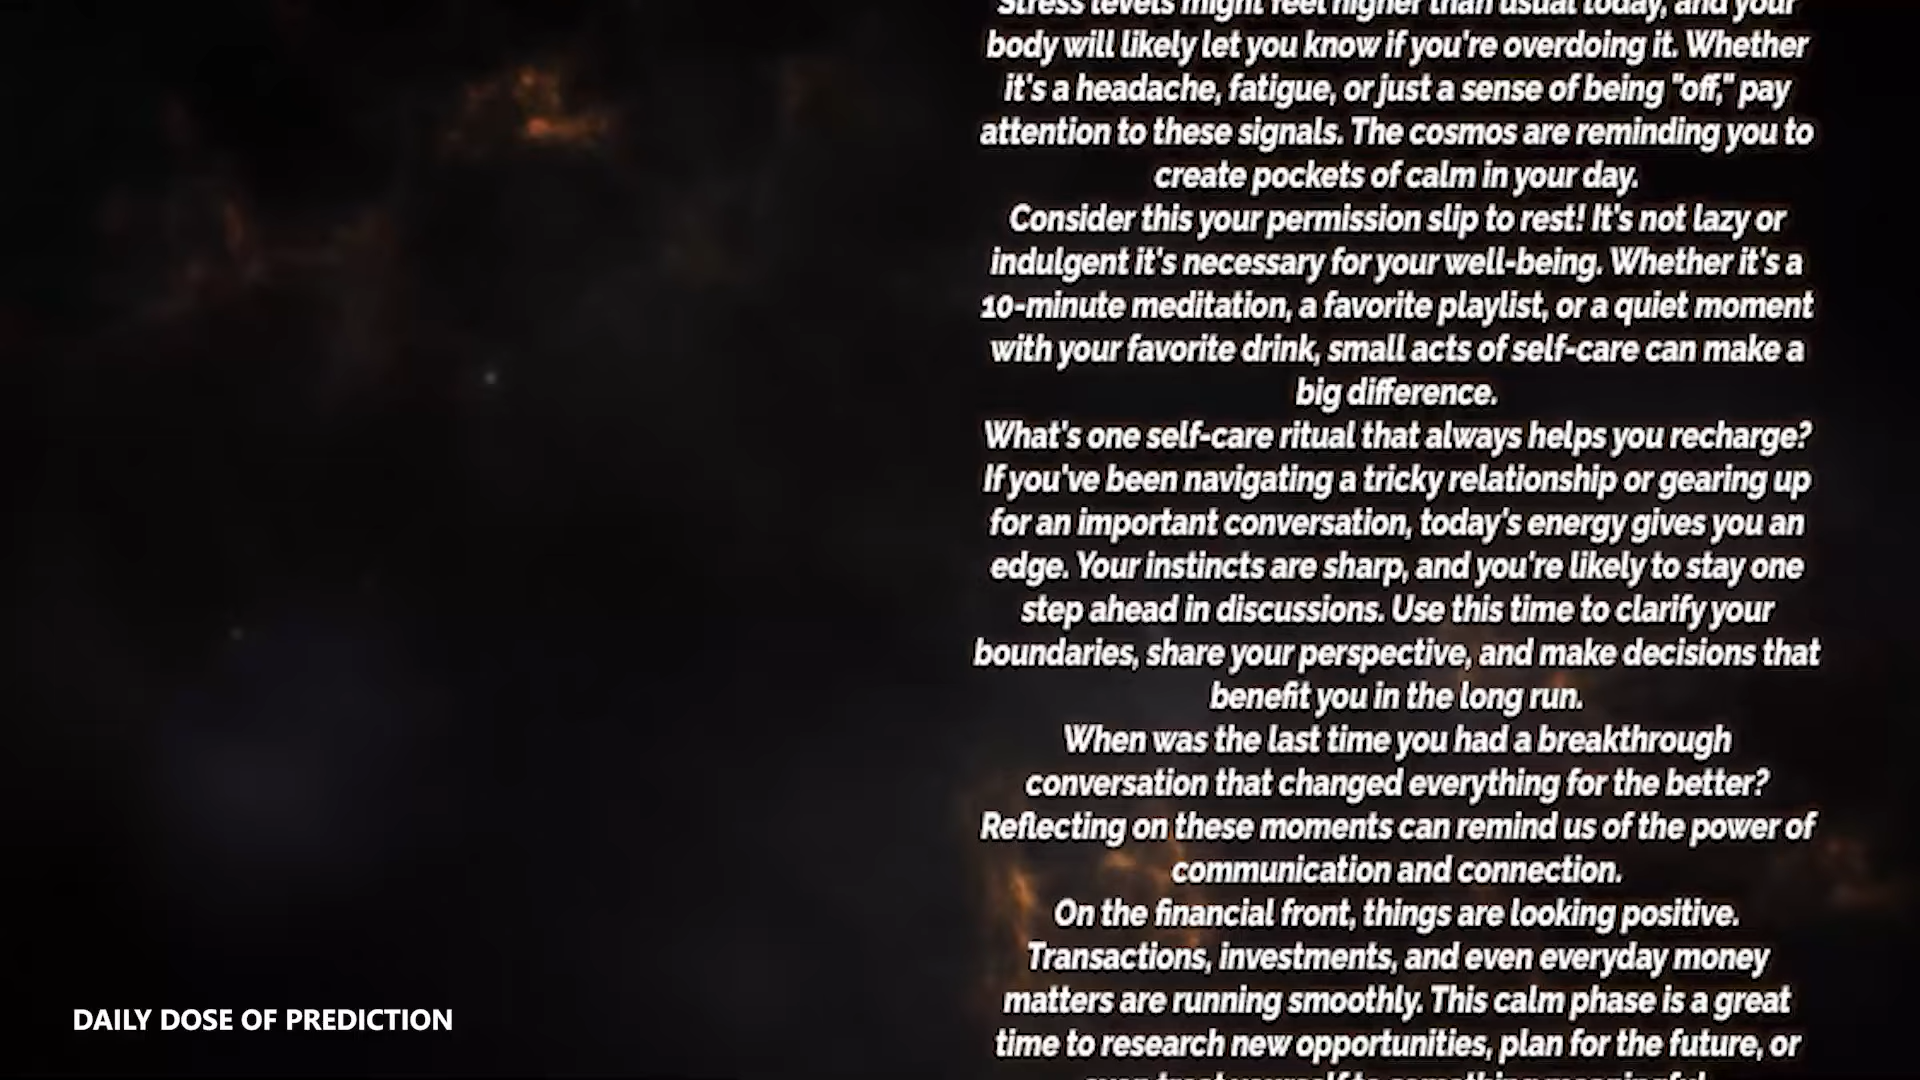 Stress levels might feel higher than usual today, and your
body will likely let you know if you're overdoing it. Whether
it's a headache, fatigue, or just a sense of being "off," pay
attention to these signals. The cosmos are reminding you to
create pockets of calm in your day.
Consider this your permission slip to rest! It's not lazy or
indulgent it's necessary for your well-being. Whether it's a
10-minute meditation, a favorite playlist, or a quiet moment
with your favorite drink, small acts of self-care can make a
big difference.
What's one self-care ritual that always helps you recharge?
If you've been navigating a tricky relationship or gearing up
for an important conversation, today's energy gives you an
edge. Your instincts are sharp, and you're likely to stay one
step ahead in discussions. Use this time to clarify your
boundaries, share your perspective, and make decisions that
benefit you in the long run.
When was the last time you had a breakthrough
conversation that changed everything for the better?
Reflecting on these moments can remind us of the power of
communication and connection.
On the financial front, things are looking positive.
Transactions, investments, and even everyday money
matters are running smoothly. This calm phase is a great
time to research new opportunities, plan for the future, or
DAILY DOSE OF PREDICTION